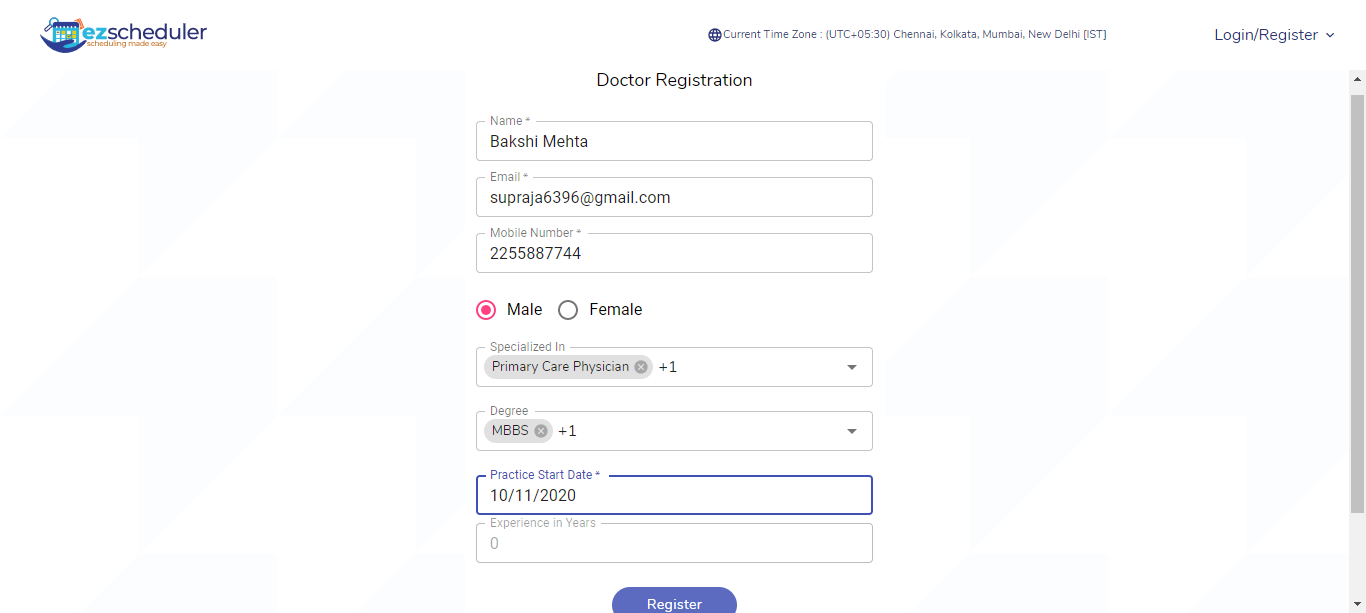 ezscheduler
scheduling made easy
Current Time Zone : (UTC+05:30) Chennai, Kolkata, Mumbai, New Delhi [IST]
Login/Register
Doctor Registration
Name *
Bakshi Mehta
Email *
supraja6396@gmail.com
Mobile Number *
2255887744
Male Female
Specialized In
Primary Care Physician +1
Degree
MBBS +1
Practice Start Date *
10/11/2020
Experience in Years
0
Register